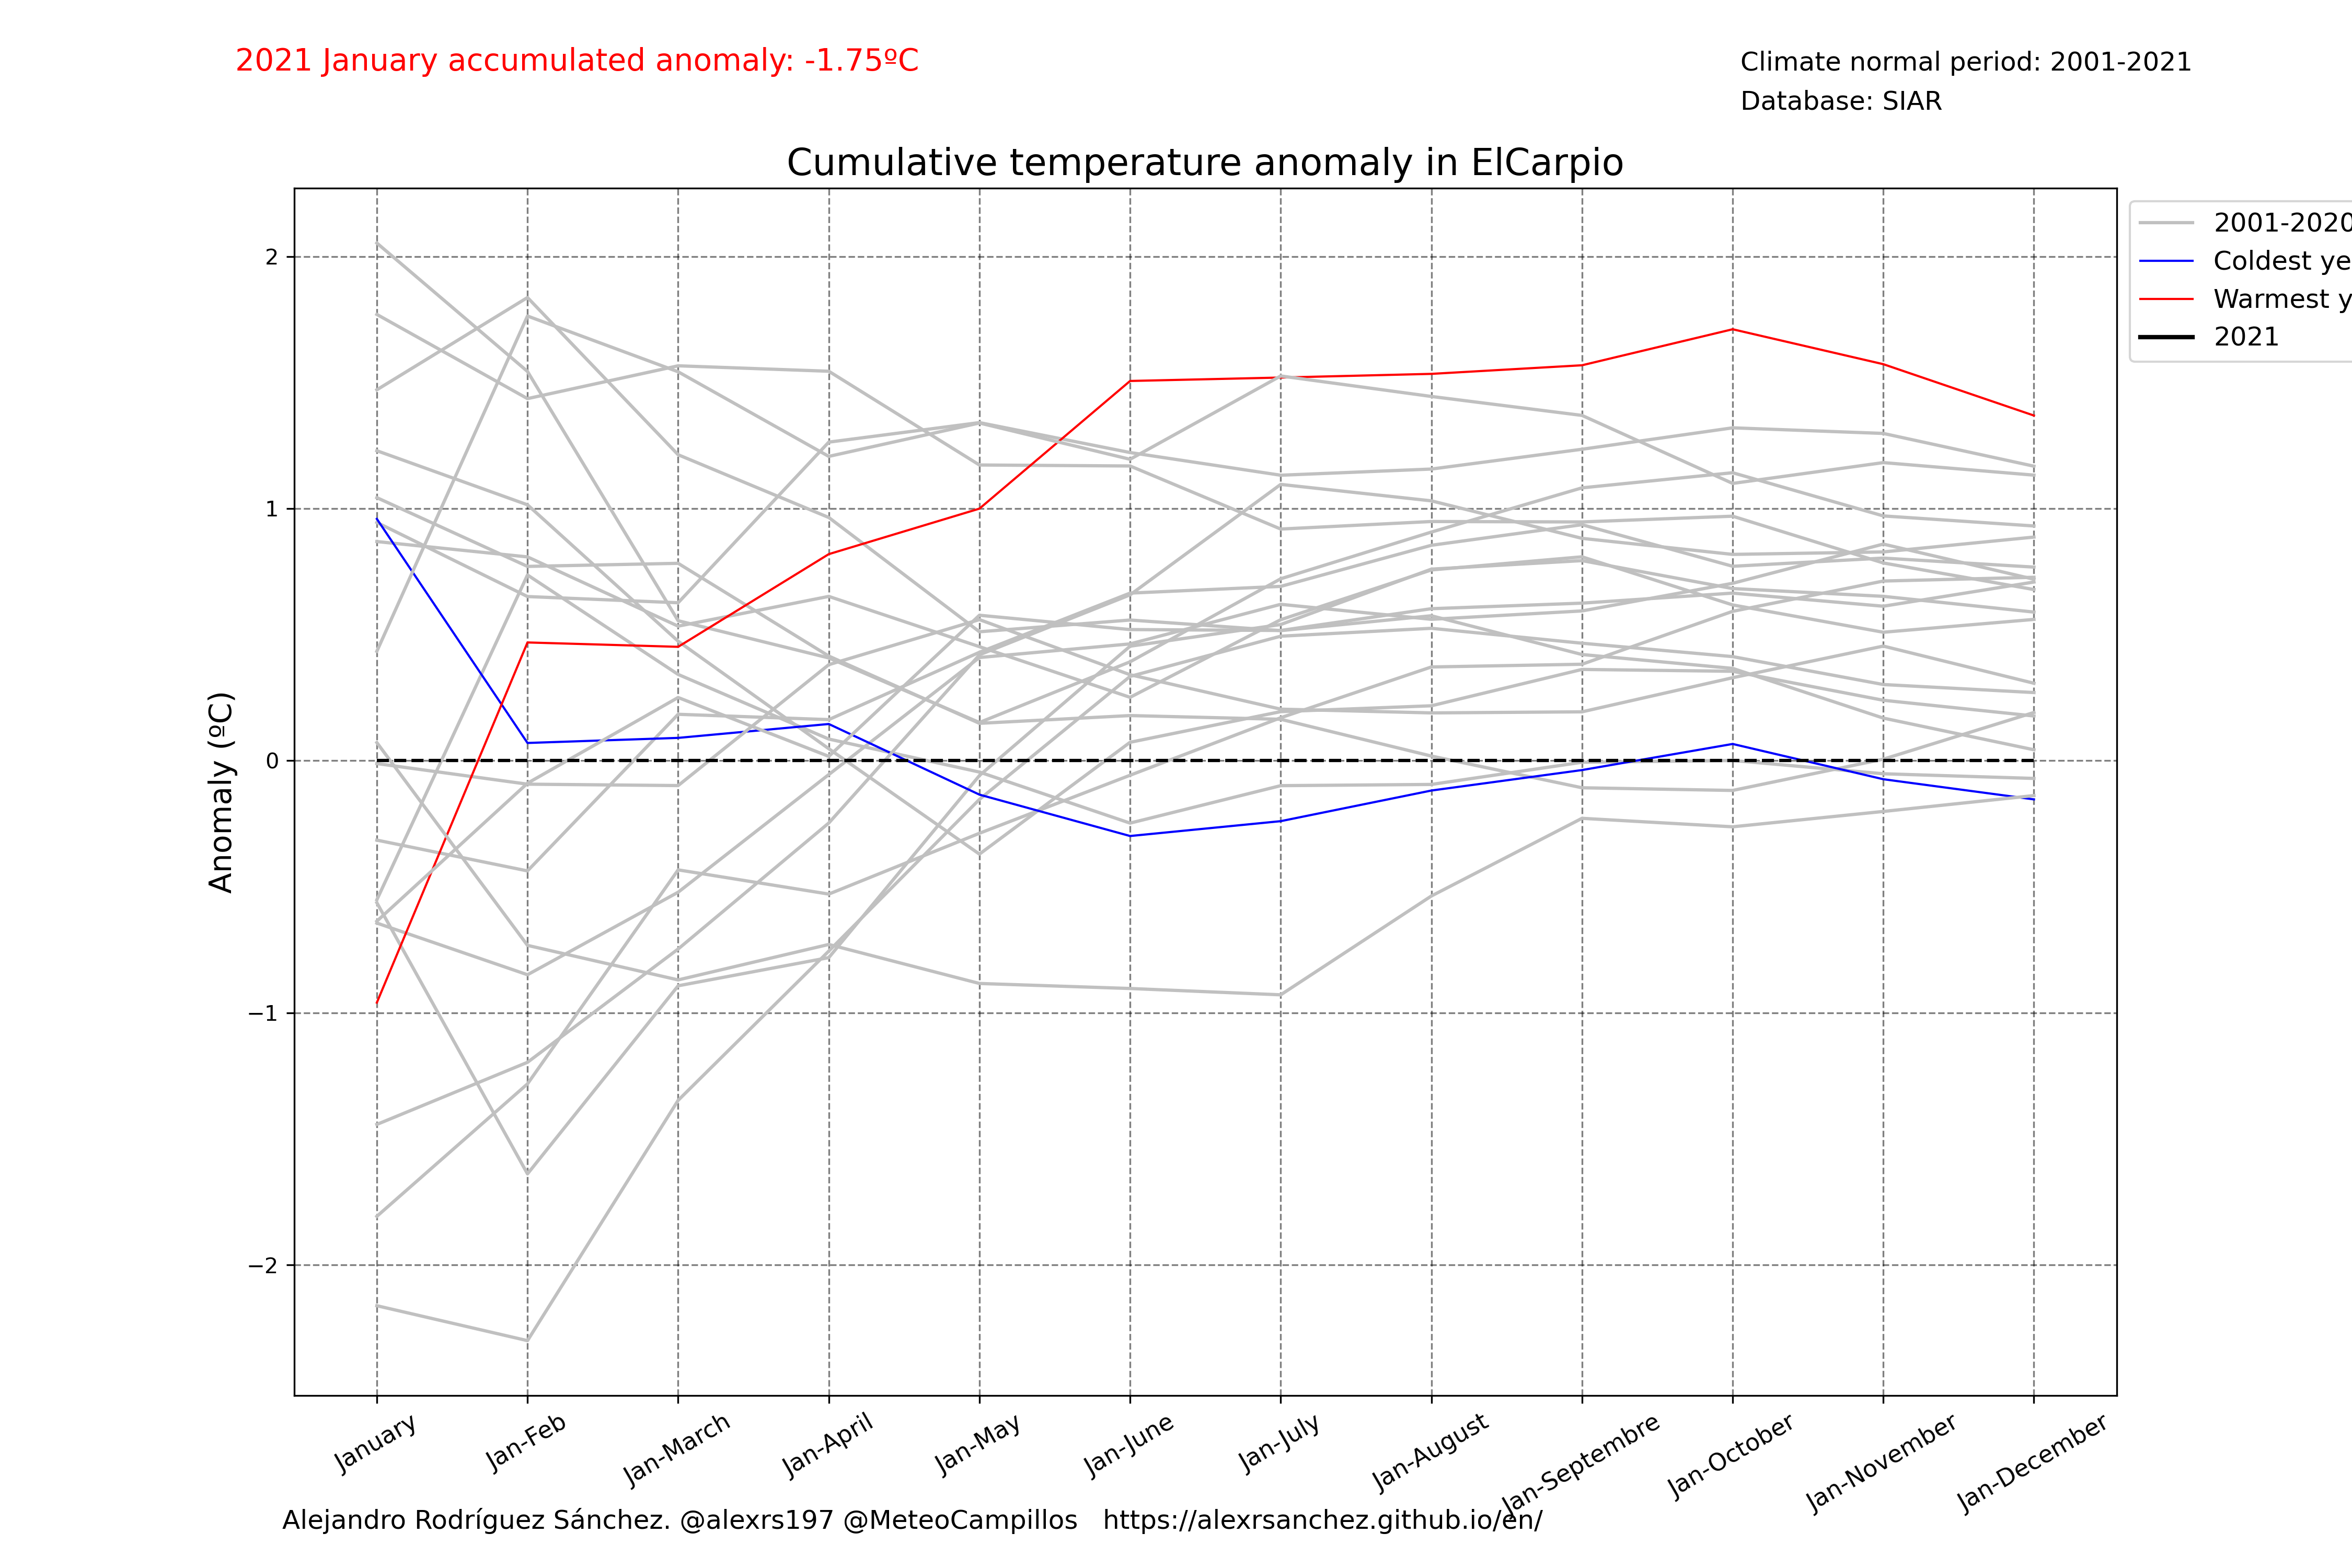 2021 January accumulated anomaly: -1.75ºC
Climate normal period: 2001-2021
Database: SIAR
Cumulative temperature anomaly in ElCarpio
2001-2020
Coldest ye
Warmest y
2021
Anomaly (ºC)
2
1
0
−1
−2
January
Jan-Feb
Jan-March
Jan-April
Jan-May
Jan-June
Jan-July
Jan-August
Jan-Septembre
Jan-October
Jan-November
Jan-December
Alejandro Rodríguez Sánchez. @alexrs197 @MeteoCampillos   https://alexrsanchez.github.io/en/